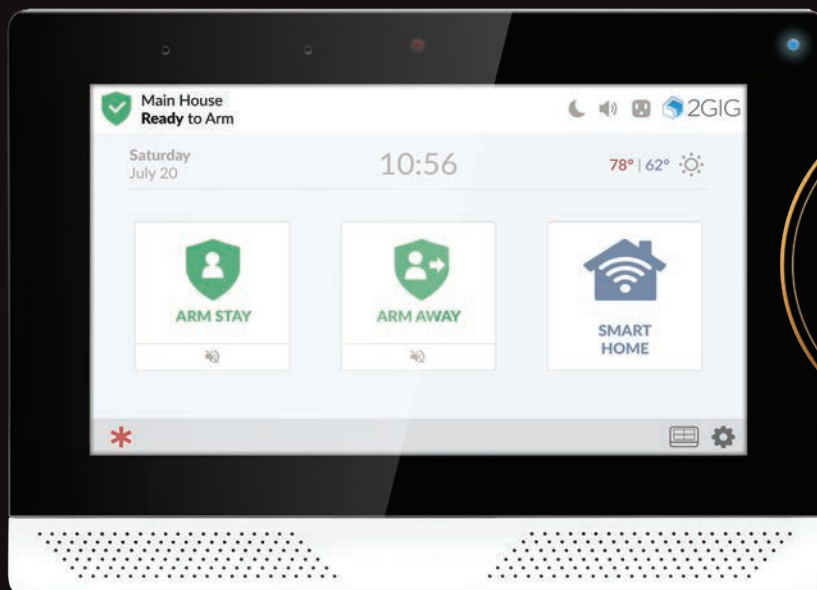 Main House
Ready to Arm
2GIG
Saturday
July 20
10:56
78° | 62°
ARM STAY
ARM AWAY
SMART
HOME